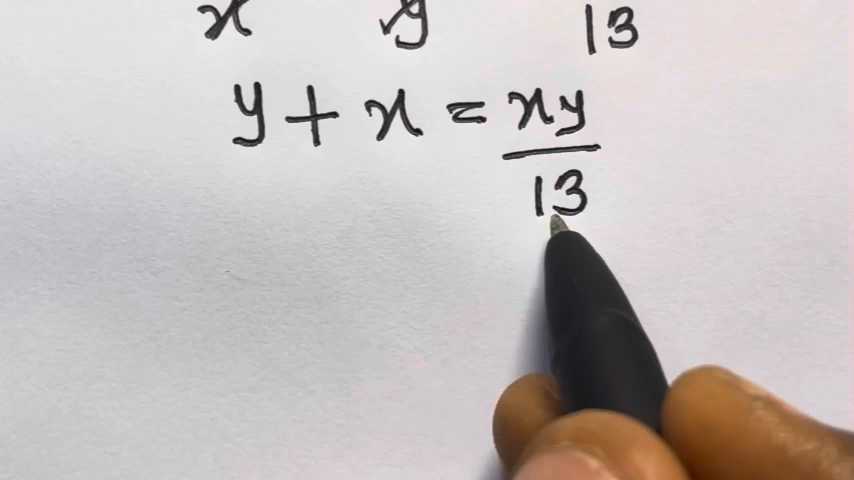 x y 13
y + x = xy
13